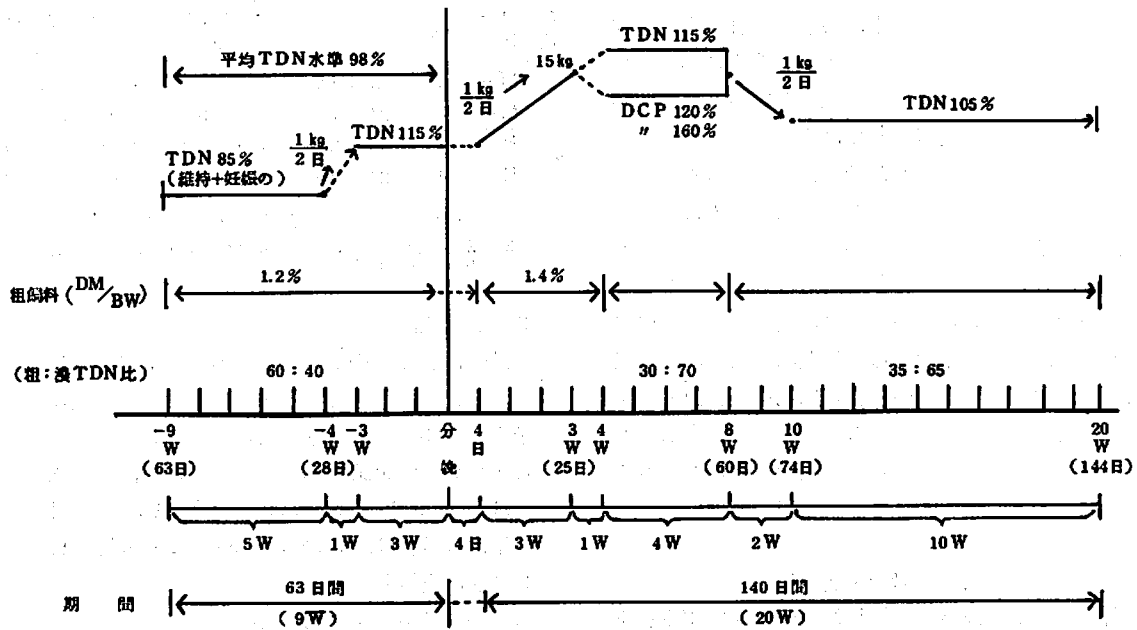 平均TDN水準98%
TDN 85%
(維持+妊娠の)
1kg
2日
TDN 115%
1kg
2日
15kg
TDN 115%
DCP 120%
〃 160%
1kg
2日
TDN 105%
粗飼料(DM/BW)
1.2%
1.4%
(粗:濃TDN比)
60:40
30:70
35:65
-9 W (63日)
-4 W (28日)
-3 W
分娩
4日
3 W (25日)
4 W
8 W (60日)
10 W (74日)
20 W (144日)
5W 1W 3W 4日 3W 1W 4W 2W 10W
期間
63日間
(9W)
140日間
(20W)